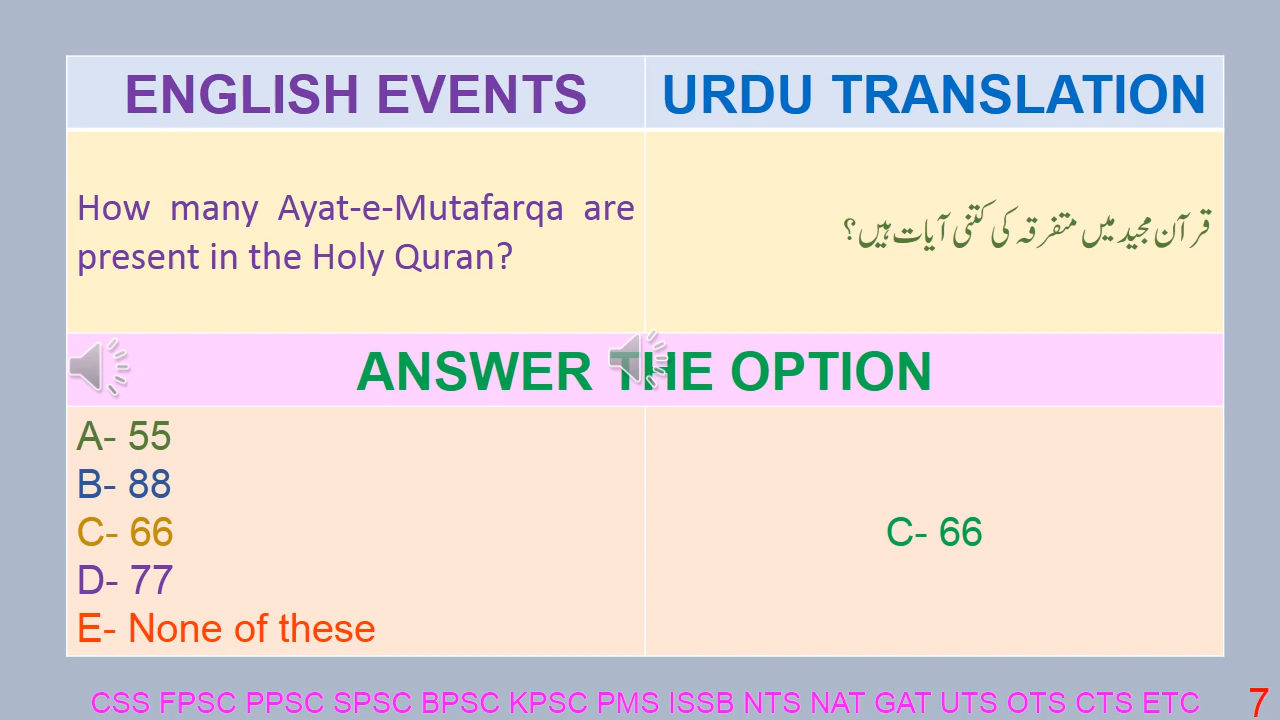 ENGLISH EVENTS
URDU TRANSLATION
How many Ayat-e-Mutafarqa are
present in the Holy Quran?
قرآن مجید میں متفرقہ کی کتنی آیات ہیں؟
ANSWER THE OPTION
A- 55
B- 88
C- 66
D- 77
E- None of these
C- 66
CSS FPSC PPSC SPSC BPSC KPSC PMS ISSB NTS NAT GAT UTS OTS CTS ETC
7